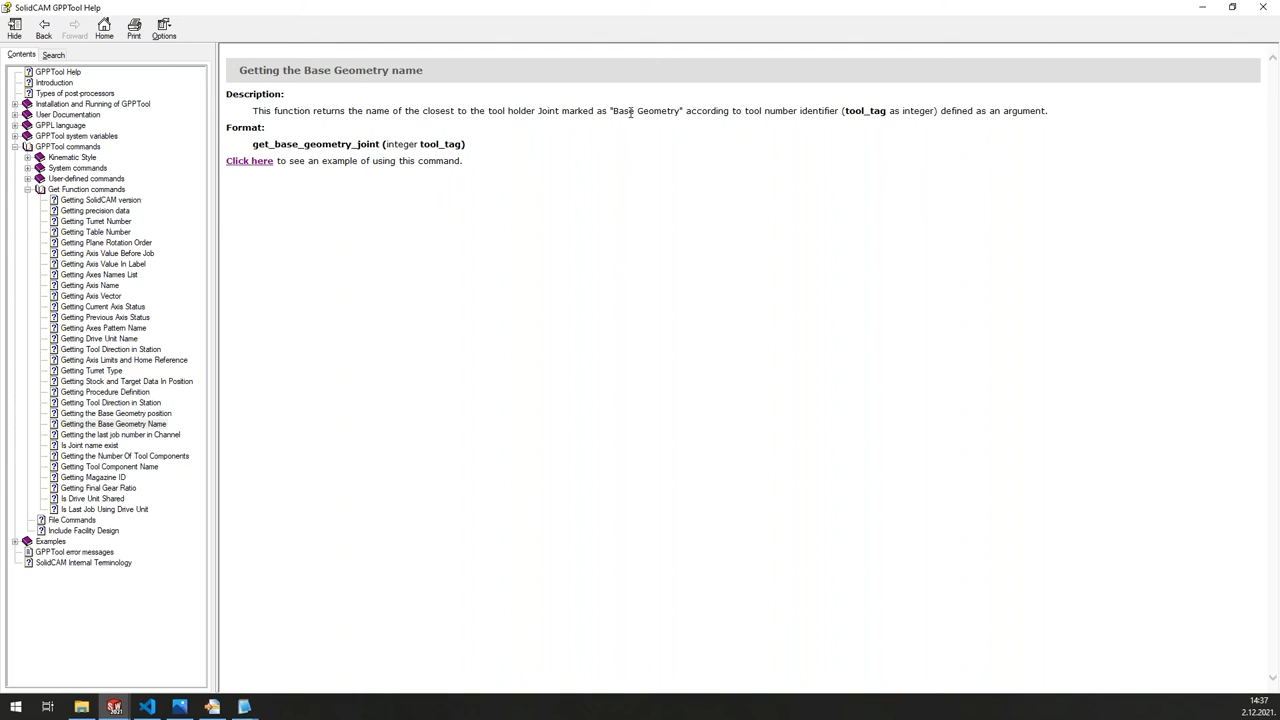 SolidCAM GPPTool Help
Hide Back Forward Home Print Options
Contents Search
GPPTool Help
Introduction
Types of post-processors
Installation and Running of GPPTool
User Documentation
GPPL language
GPPTool system variables
GPPTool commands
Kinematic Style
System commands
User-defined commands
Get Function commands
Getting SolidCAM version
Getting precision data
Getting Turret Number
Getting Table Number
Getting Plane Rotation Order
Getting Axis Value Before Job
Getting Axis Value In Label
Getting Axes Names List
Getting Axis Name
Getting Axis Vector
Getting Current Axis Status
Getting Previous Axis Status
Getting Axes Pattern Name
Getting Drive Unit Name
Getting Tool Direction in Station
Getting Axis Limits and Home Reference
Getting Turret Type
Getting Stock and Target Data In Position
Getting Procedure Definition
Getting Tool Direction in Station
Getting the Base Geometry position
Getting the Base Geometry Name
Getting the last job number in Channel
Is Joint name exist
Getting the Number Of Tool Components
Getting Tool Component Name
Getting Magazine ID
Getting Final Gear Ratio
Is Drive Unit Shared
Is Last Job Using Drive Unit
File Commands
Include Facility Design
Examples
GPPTool error messages
SolidCAM Internal Terminology
Getting the Base Geometry name
Description:
This function returns the name of the closest to the tool holder Joint marked as "Base Geometry" according to tool number identifier (tool_tag as integer) defined as an argument.
Format:
get_base_geometry_joint (integer tool_tag)
Click here to see an example of using this command.
14:37
2.12.2021.